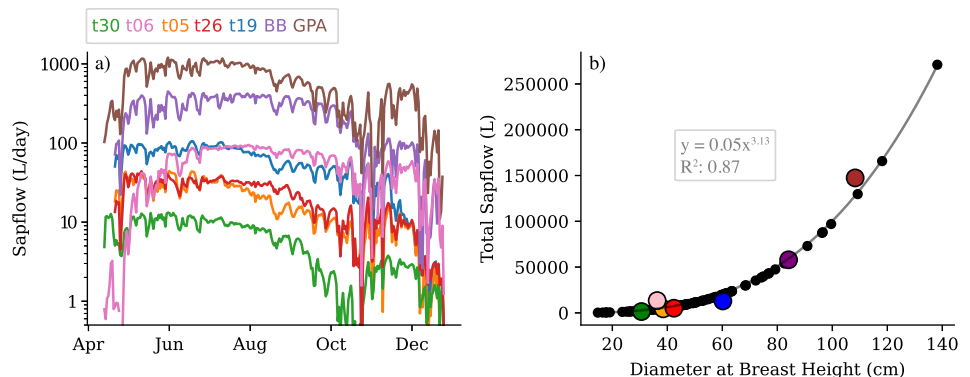 t30 t06 t05 t26 t19 BB GPA
a)
1000
100
10
1
Sapflow (L/day)
Apr Jun Aug Oct Dec
b)
y = 0.05x^3.13
R²: 0.87
250000
200000
150000
100000
50000
0
Total Sapflow (L)
20 40 60 80 100 120 140
Diameter at Breast Height (cm)